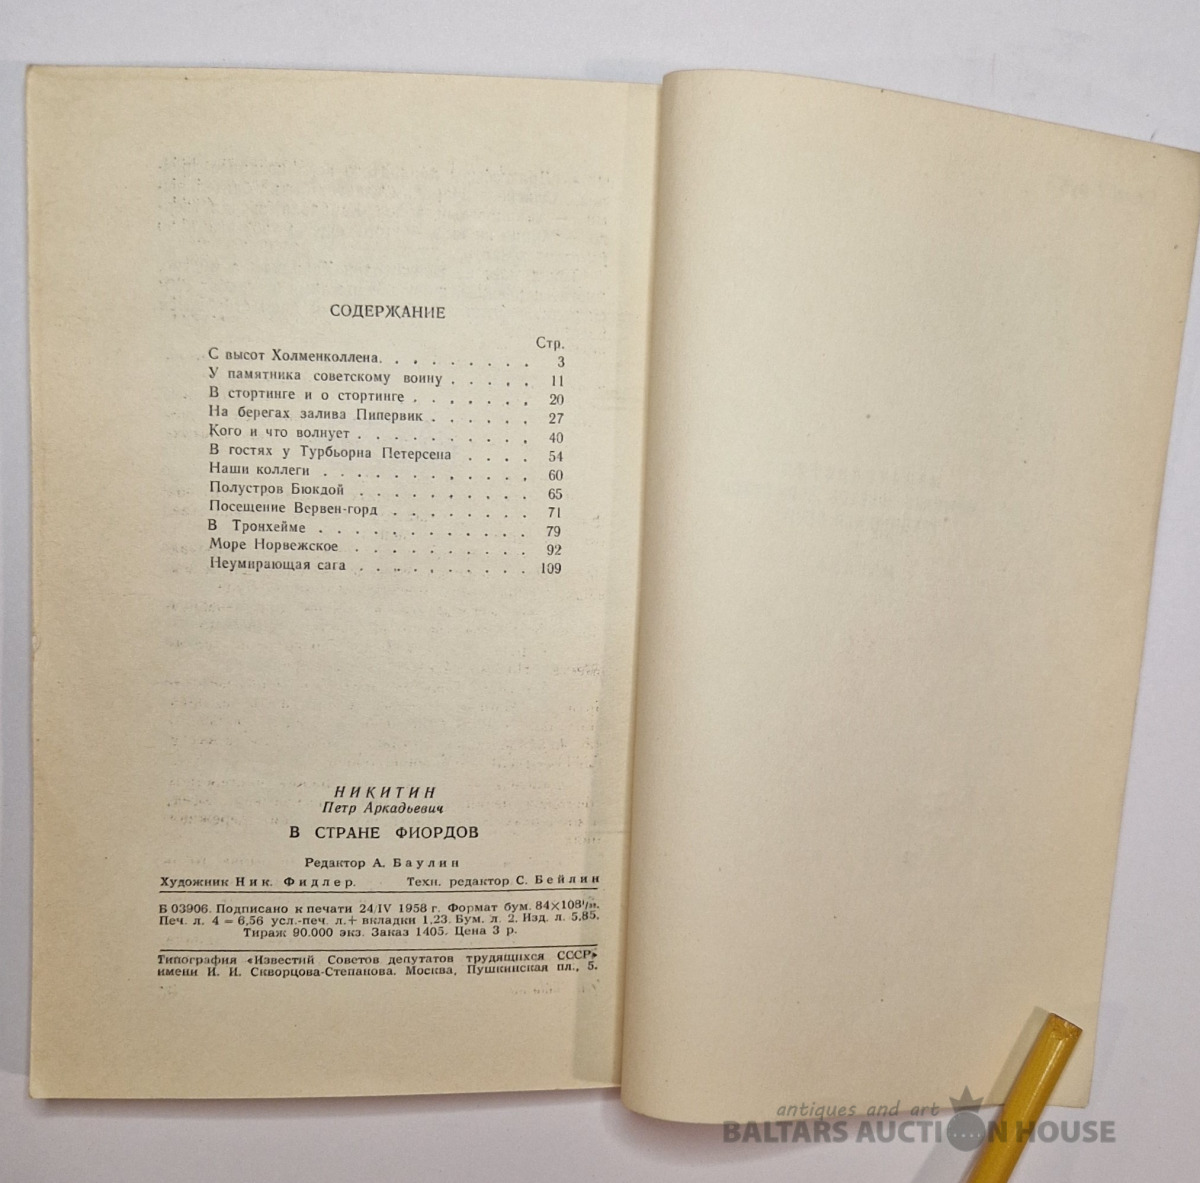 СОДЕРЖАНИЕ
Стр.
С высот Холменколлена. . . . . . . . . 3
У памятника советскому воину . . . . . 11
В стортинге и о стортинге . . . . . . . 20
На берегах залива Пипервик . . . . . . 27
Кого и что волнует . . . . . . . . . . 40
В гостях у Турбьорна Петерсена . . . . 54
Наши коллеги . . . . . . . . . . . . 60
Полустров Бюкдой . . . . . . . . . . 65
Посещение Вервен-горд . . . . . . . . 71
В Тронхейме . . . . . . . . . . . . 79
Море Норвежское . . . . . . . . . . 92
Неумирающая сага . . . . . . . . . . 109
НИКИТИН
Петр Аркадьевич
В СТРАНЕ ФИОРДОВ
Редактор А. Баулин
Художник Ник. Фидлер. Техн. редактор С. Бейлин
Б 03906. Подписано к печати 24/IV 1958 г. Формат бум. 84×108¹/₃₂.
Печ. л. 4 = 6,56 усл.-печ. л.+ вкладки 1,23. Бум. л. 2. Изд. л. 5,85.
Тираж 90.000 экз. Заказ 1405. Цена 3 р.
Типография «Известий Советов депутатов трудящихся СССР»
имени И. И. Скворцова-Степанова. Москва, Пушкинская пл., 5.
antiques and art
BALTARS AUCTION HOUSE